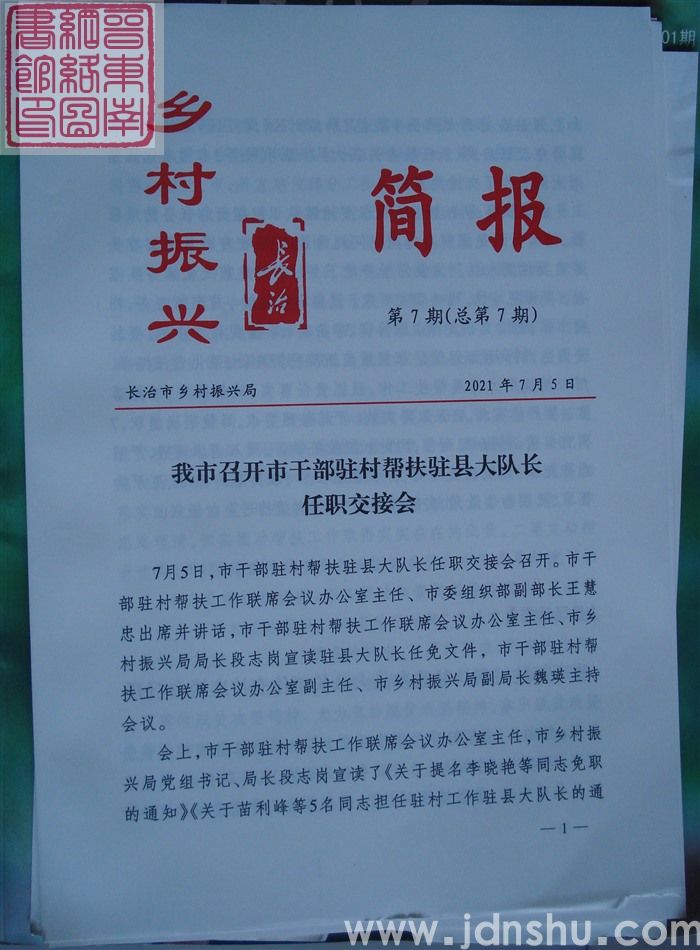 晋东南
网络图
书馆印
01期
乡村振兴
长治
简报
第7期(总第7期)
长治市乡村振兴局 2021年7月5日
我市召开市干部驻村帮扶驻县大队长
任职交接会
7月5日,市干部驻村帮扶驻县大队长任职交接会召开。市干
部驻村帮扶工作联席会议办公室主任、市委组织部副部长王慧
忠出席并讲话,市干部驻村帮扶工作联席会议办公室主任、市乡
村振兴局局长段志岗宣读驻县大队长任免文件,市干部驻村帮
扶工作联席会议办公室副主任、市乡村振兴局副局长魏瑛主持
会议。
会上,市干部驻村帮扶工作联席会议办公室主任,市乡村振
兴局党组书记、局长段志岗宣读了《关于提名李晓艳等同志免职
的通知》《关于苗利峰等5名同志担任驻村工作驻县大队长的通
—1—
www.jdnshu.com